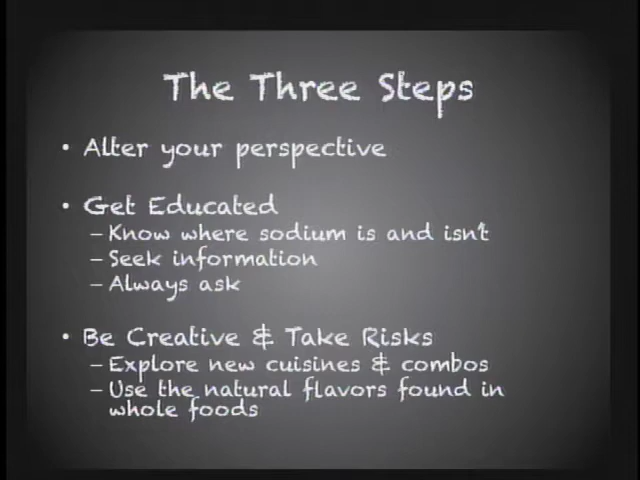 The Three Steps
• Alter your perspective
• Get Educated
– Know where sodium is and isn't
– Seek information
– Always ask
• Be Creative & Take Risks
– Explore new cuisines & combos
– Use the natural flavors found in
whole foods